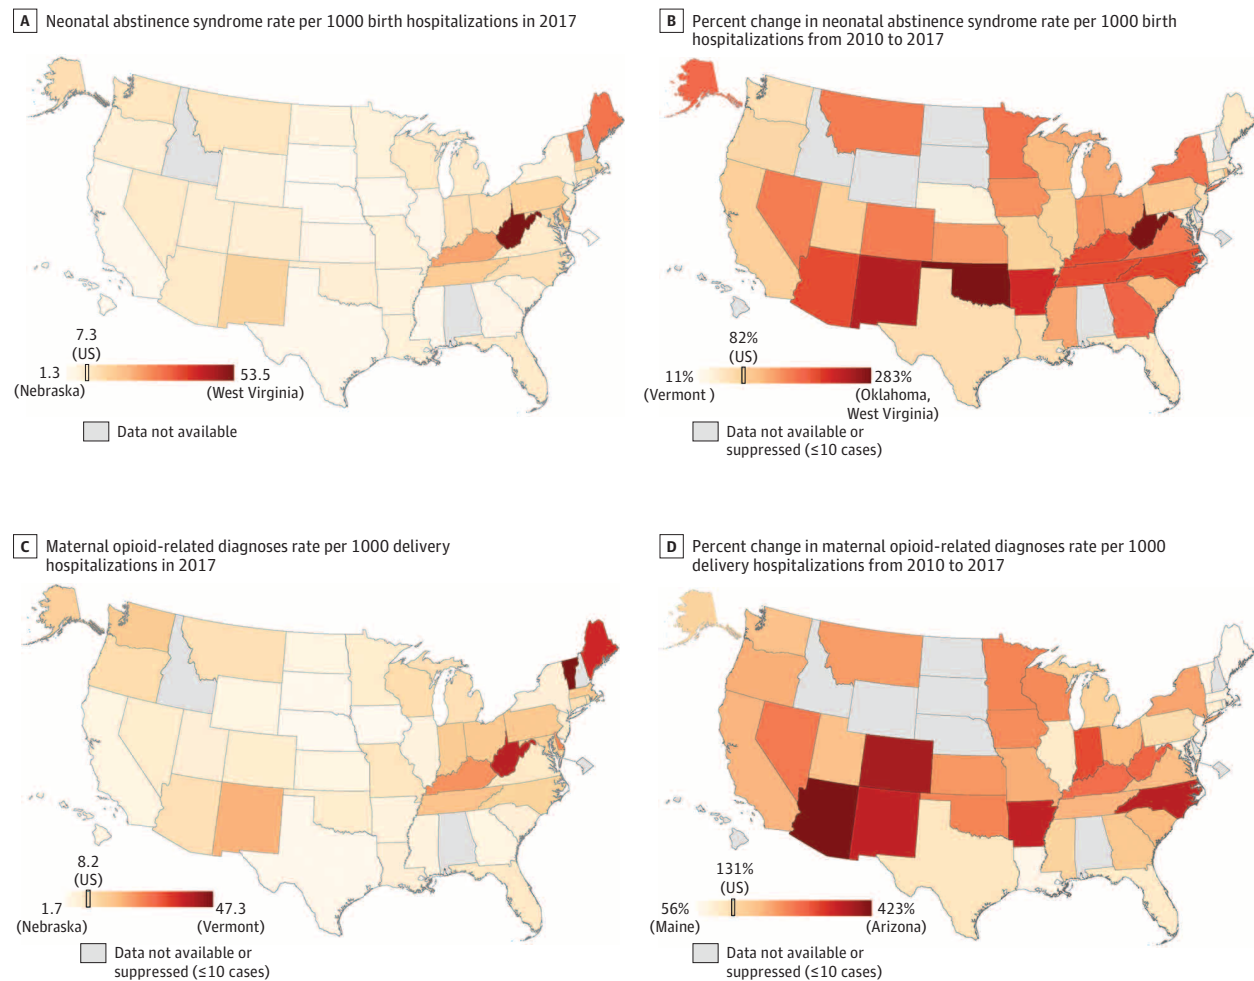 A Neonatal abstinence syndrome rate per 1000 birth hospitalizations in 2017
7.3
(US)
1.3
(Nebraska)
53.5
(West Virginia)
Data not available
B Percent change in neonatal abstinence syndrome rate per 1000 birth
hospitalizations from 2010 to 2017
82%
(US)
11%
(Vermont )
283%
(Oklahoma,
West Virginia)
Data not available or
suppressed (≤10 cases)
C Maternal opioid-related diagnoses rate per 1000 delivery
hospitalizations in 2017
8.2
(US)
1.7
(Nebraska)
47.3
(Vermont)
Data not available or
suppressed (≤10 cases)
D Percent change in maternal opioid-related diagnoses rate per 1000
delivery hospitalizations from 2010 to 2017
131%
(US)
56%
(Maine)
423%
(Arizona)
Data not available or
suppressed (≤10 cases)